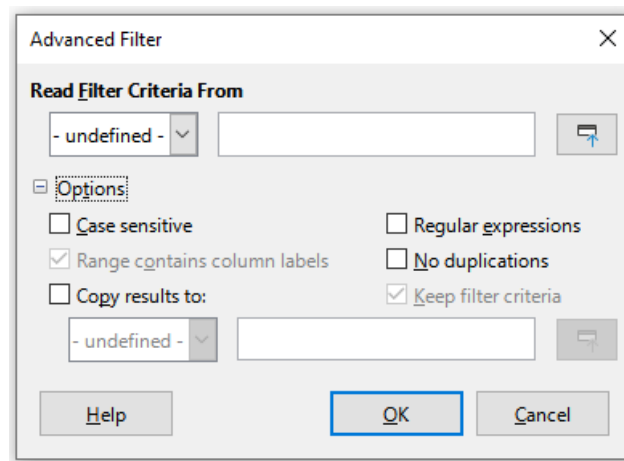 Advanced Filter
Read Filter Criteria From
- undefined -
Options
Case sensitive
Regular expressions
Range contains column labels
No duplications
Copy results to:
Keep filter criteria
- undefined -
Help
OK
Cancel